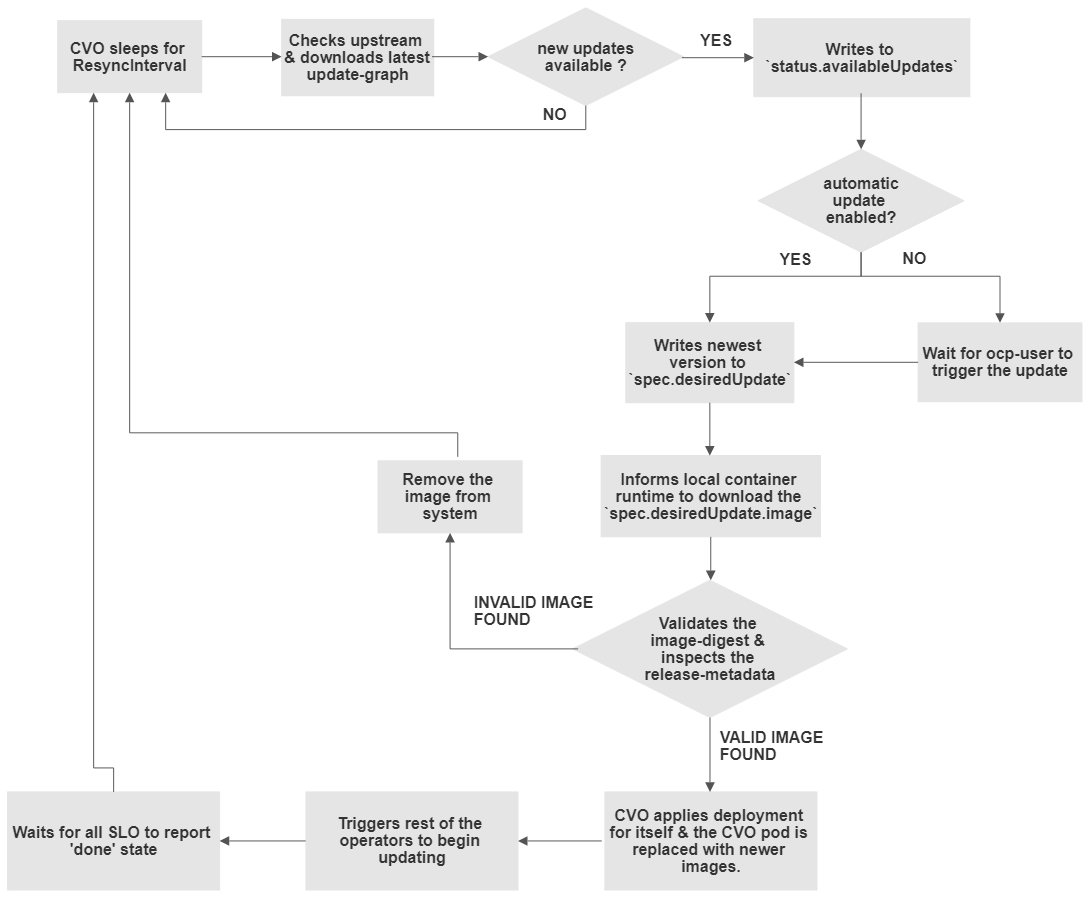 CVO sleeps for
ResyncInterval
Checks upstream
& downloads latest
update-graph
new updates
available ?
YES
Writes to
`status.availableUpdates`
NO
automatic
update
enabled?
YES
NO
Writes newest
version to
`spec.desiredUpdate`
Wait for ocp-user to
trigger the update
Remove the
image from
system
Informs local container
runtime to download the
`spec.desiredUpdate.image`
INVALID IMAGE
FOUND
Validates the
image-digest &
inspects the
release-metadata
VALID IMAGE
FOUND
Waits for all SLO to report
'done' state
Triggers rest of the
operators to begin
updating
CVO applies deployment
for itself & the CVO pod is
replaced with newer
images.